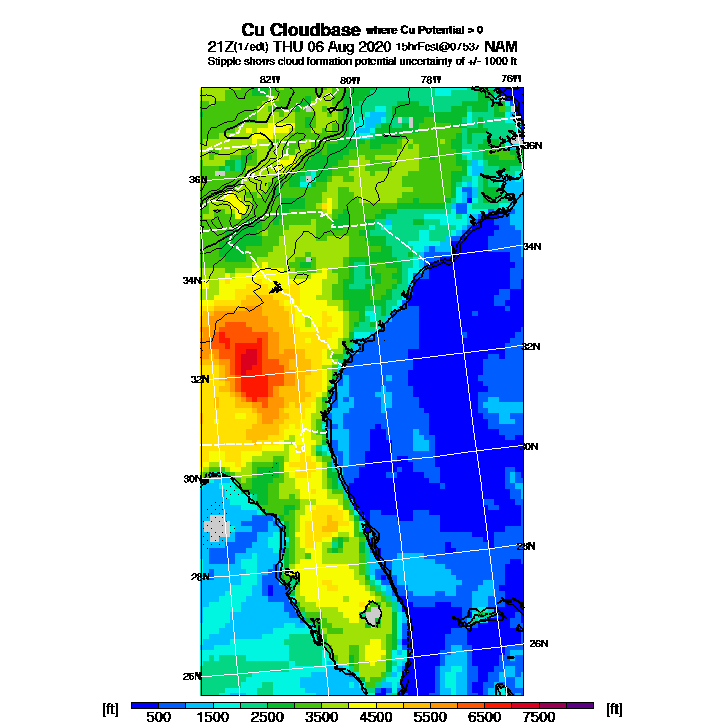 Cu Cloudbase where Cu Potential > 0
21Z(17edt) THU 06 Aug 2020 15hrFcst@0753z NAM
Stipple shows cloud formation potential uncertainty of +/- 1000 ft
82W 80W 78W 76W
36N
36N
34N
34N
32N
32N
30N
30N
28N
28N
26N
26N
[ft] 500 1500 2500 3500 4500 5500 6500 7500 [ft]